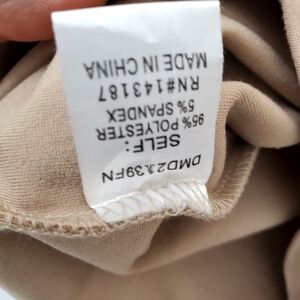 SELF:
95% POLYESTER
5% SPANDEX
RN#143187
MADE IN CHINA